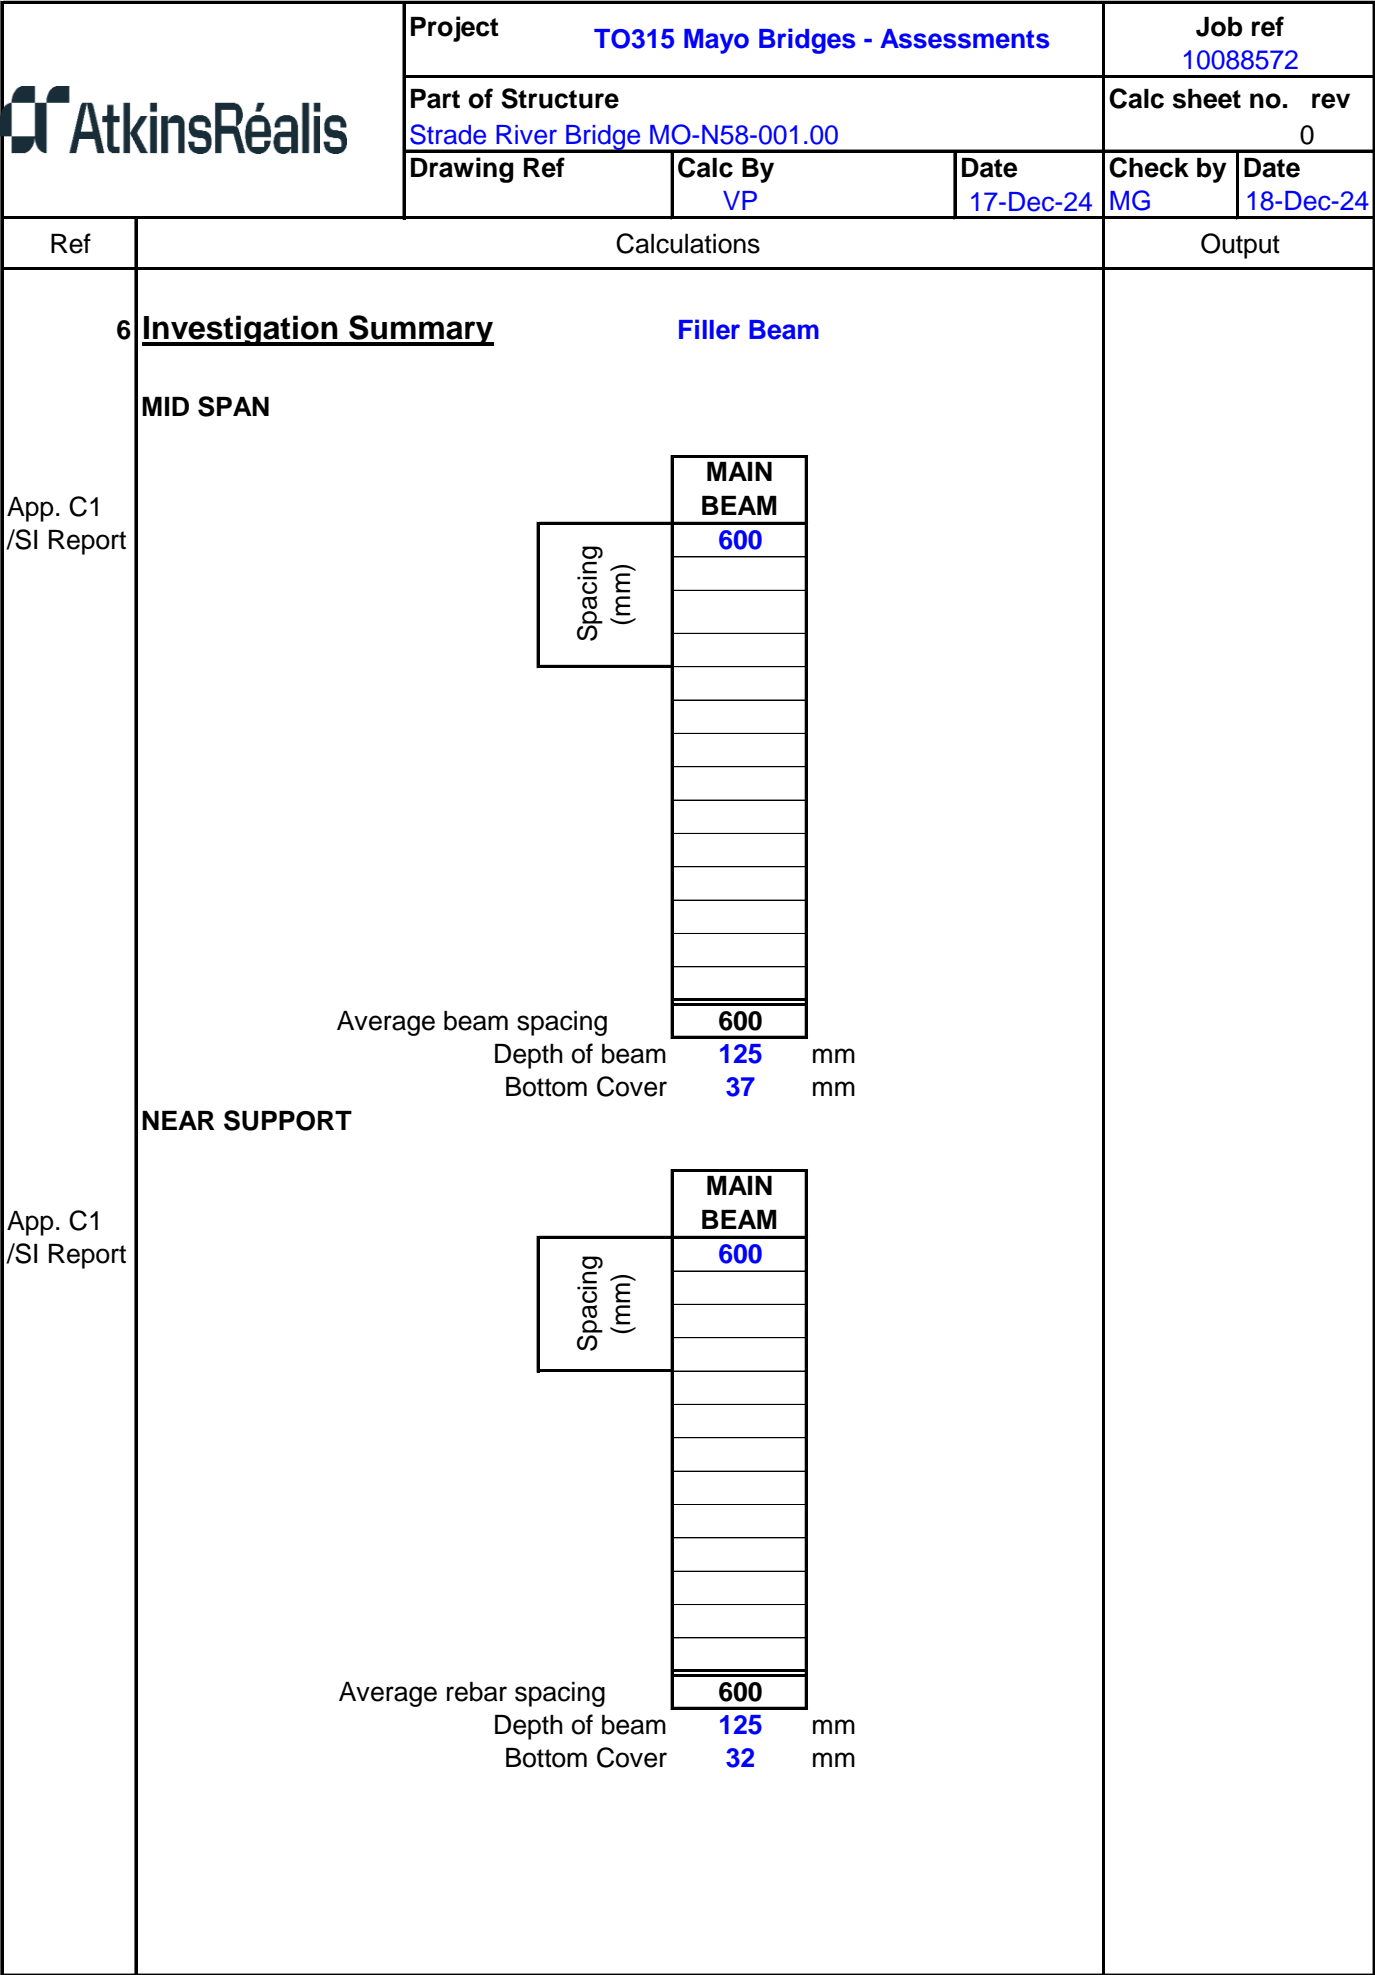 AtkinsRéalis
Project TO315 Mayo Bridges - Assessments
Job ref
10088572
Part of Structure
Strade River Bridge MO-N58-001.00
Calc sheet no. rev
0
Drawing Ref Calc By Date Check by Date
VP 17-Dec-24 MG 18-Dec-24
Ref Calculations Output
6 Investigation Summary Filler Beam
MID SPAN
MAIN
BEAM
App. C1
/SI Report
Spacing
(mm)
600
Average beam spacing 600
Depth of beam 125 mm
Bottom Cover 37 mm
NEAR SUPPORT
MAIN
BEAM
App. C1
/SI Report
Spacing
(mm)
600
Average rebar spacing 600
Depth of beam 125 mm
Bottom Cover 32 mm